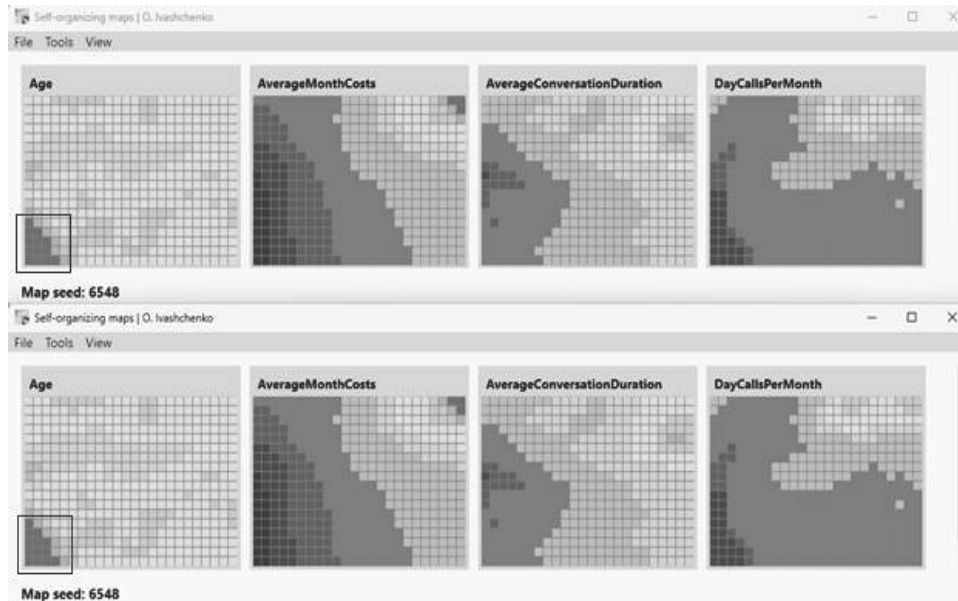 Self-organizing maps | O. Ivashchenko
File Tools View
Age AverageMonthCosts AverageConversationDuration DayCallsPerMonth
Map seed: 6548
Self-organizing maps | O. Ivashchenko
File Tools View
Age AverageMonthCosts AverageConversationDuration DayCallsPerMonth
Map seed: 6548